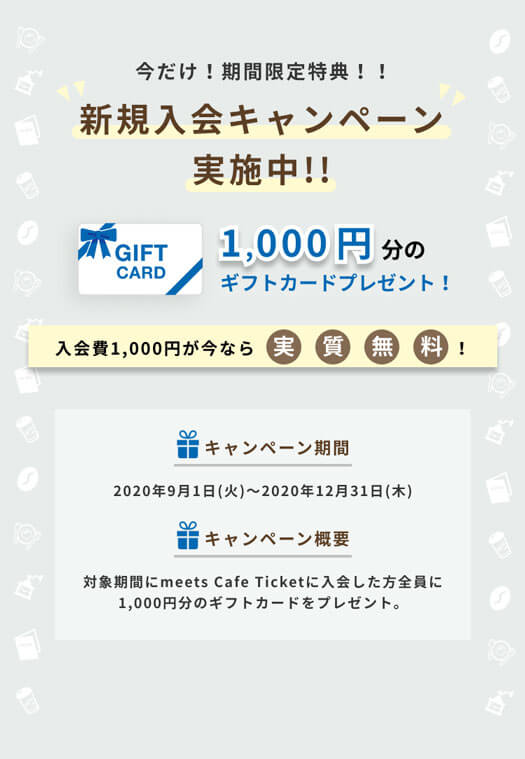 今だけ！期間限定特典！！
新規入会キャンペーン
実施中!!
GIFT
CARD
1,000円分の
ギフトカードプレゼント！
入会費1,000円が今なら実質無料！
キャンペーン期間
2020年9月1日(火)〜2020年12月31日(木)
キャンペーン概要
対象期間にmeets Cafe Ticketに入会した方全員に
1,000円分のギフトカードをプレゼント。